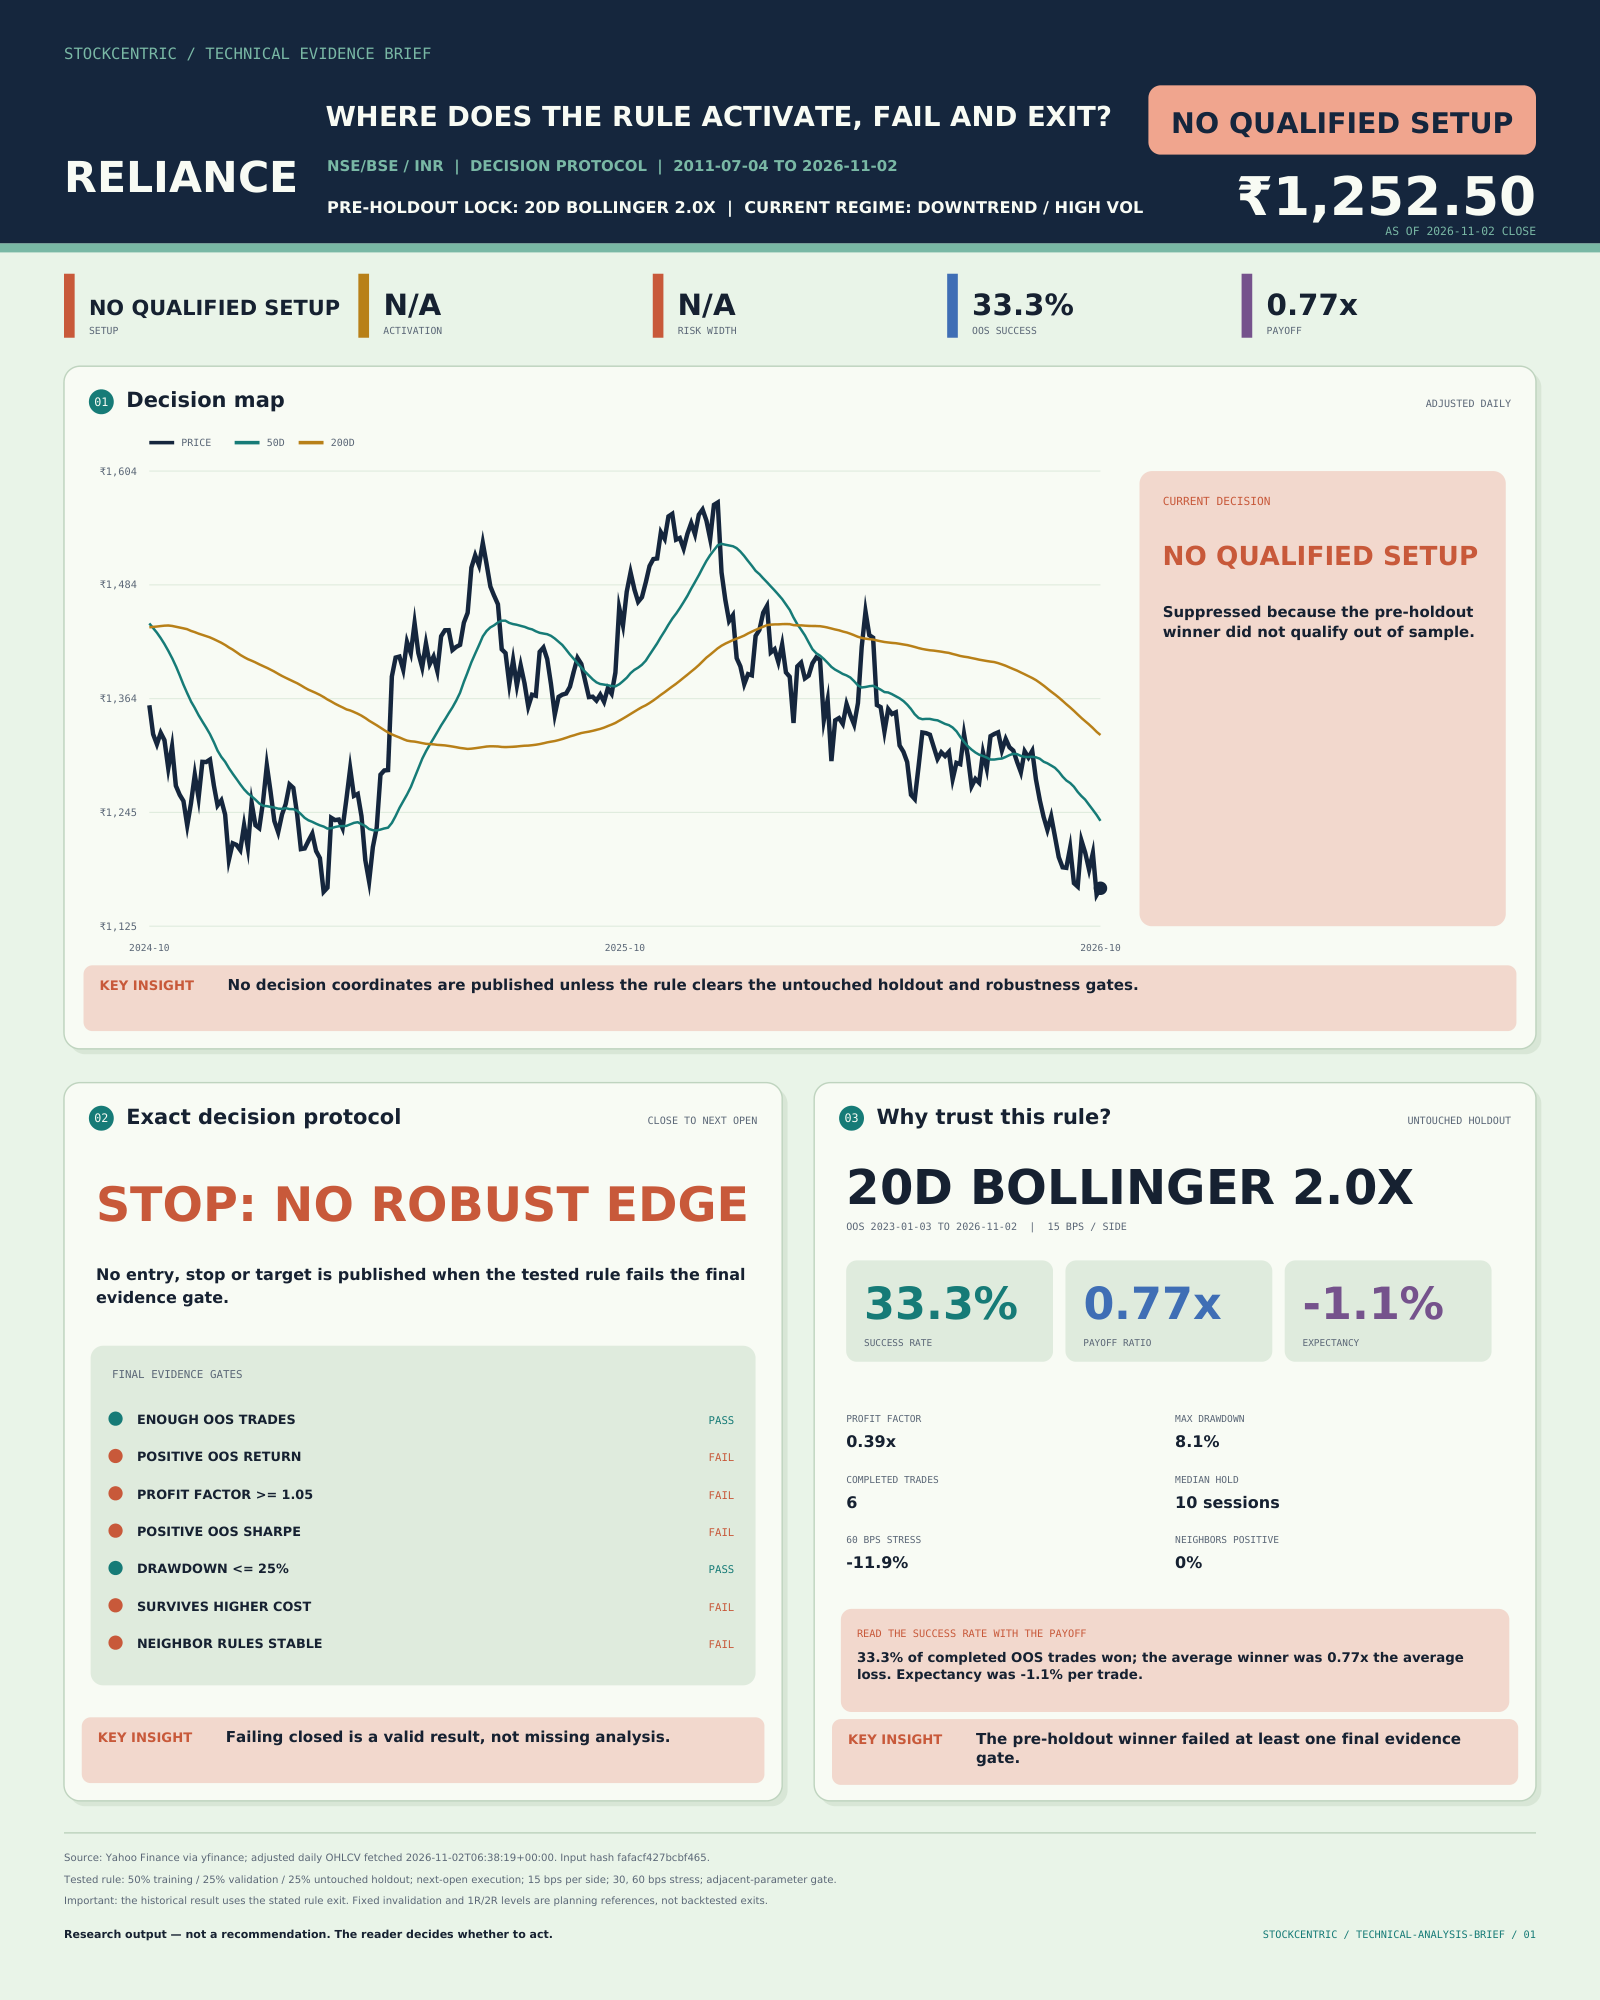 STOCKCENTRIC / TECHNICAL EVIDENCE BRIEF
WHERE DOES THE RULE ACTIVATE, FAIL AND EXIT?
NO QUALIFIED SETUP
RELIANCE
NSE/BSE / INR | DECISION PROTOCOL | 2011-07-04 TO 2026-11-02
PRE-HOLDOUT LOCK: 20D BOLLINGER 2.0X | CURRENT REGIME: DOWNTREND / HIGH VOL
₹1,252.50
AS OF 2026-11-02 CLOSE
NO QUALIFIED SETUP
SETUP
N/A
ACTIVATION
N/A
RISK WIDTH
33.3%
OOS SUCCESS
0.77x
PAYOFF
01 Decision map
ADJUSTED DAILY
PRICE 50D 200D
₹1,604
₹1,484
₹1,364
₹1,245
₹1,125
2024-10 2025-10 2026-10
CURRENT DECISION
NO QUALIFIED SETUP
Suppressed because the pre-holdout
winner did not qualify out of sample.
KEY INSIGHT No decision coordinates are published unless the rule clears the untouched holdout and robustness gates.
02 Exact decision protocol
CLOSE TO NEXT OPEN
STOP: NO ROBUST EDGE
No entry, stop or target is published when the tested rule fails the final
evidence gate.
FINAL EVIDENCE GATES
ENOUGH OOS TRADES PASS
POSITIVE OOS RETURN FAIL
PROFIT FACTOR >= 1.05 FAIL
POSITIVE OOS SHARPE FAIL
DRAWDOWN <= 25% PASS
SURVIVES HIGHER COST FAIL
NEIGHBOR RULES STABLE FAIL
KEY INSIGHT Failing closed is a valid result, not missing analysis.
03 Why trust this rule?
UNTOUCHED HOLDOUT
20D BOLLINGER 2.0X
OOS 2023-01-03 TO 2026-11-02 | 15 BPS / SIDE
33.3%
SUCCESS RATE
0.77x
PAYOFF RATIO
-1.1%
EXPECTANCY
PROFIT FACTOR
0.39x
MAX DRAWDOWN
8.1%
COMPLETED TRADES
6
MEDIAN HOLD
10 sessions
60 BPS STRESS
-11.9%
NEIGHBORS POSITIVE
0%
READ THE SUCCESS RATE WITH THE PAYOFF
33.3% of completed OOS trades won; the average winner was 0.77x the average
loss. Expectancy was -1.1% per trade.
KEY INSIGHT The pre-holdout winner failed at least one final evidence
gate.
Source: Yahoo Finance via yfinance; adjusted daily OHLCV fetched 2026-11-02T06:38:19+00:00. Input hash fafacf427bcbf465.
Tested rule: 50% training / 25% validation / 25% untouched holdout; next-open execution; 15 bps per side; 30, 60 bps stress; adjacent-parameter gate.
Important: the historical result uses the stated rule exit. Fixed invalidation and 1R/2R levels are planning references, not backtested exits.
Research output — not a recommendation. The reader decides whether to act.
STOCKCENTRIC / TECHNICAL-ANALYSIS-BRIEF / 01